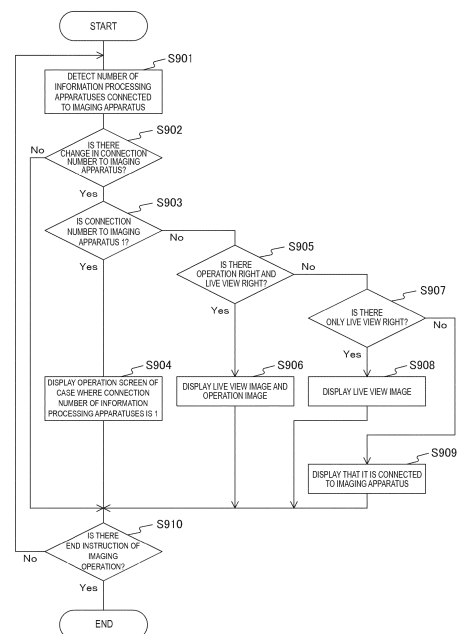 START
S901
DETECT NUMBER OF
INFORMATION PROCESSING
APPARATUSES CONNECTED
TO IMAGING APPARATUS
S902
No
IS THERE
CHANGE IN CONNECTION
NUMBER TO IMAGING
APPARATUS?
Yes
S903
IS CONNECTION
NUMBER TO IMAGING
APPARATUS 1?
No
Yes
S905
IS THERE
OPERATION RIGHT AND
LIVE VIEW RIGHT?
No
Yes
S907
IS THERE
ONLY LIVE VIEW RIGHT?
No
Yes
S904
DISPLAY OPERATION SCREEN OF
CASE WHERE CONNECTION
NUMBER OF INFORMATION
PROCESSING APPARATUSES IS 1
S906
DISPLAY LIVE VIEW IMAGE AND
OPERATION IMAGE
S908
DISPLAY LIVE VIEW IMAGE
S909
DISPLAY THAT IT IS CONNECTED
TO IMAGING APPARATUS
S910
IS THERE
END INSTRUCTION OF
IMAGING
OPERATION?
No
Yes
END